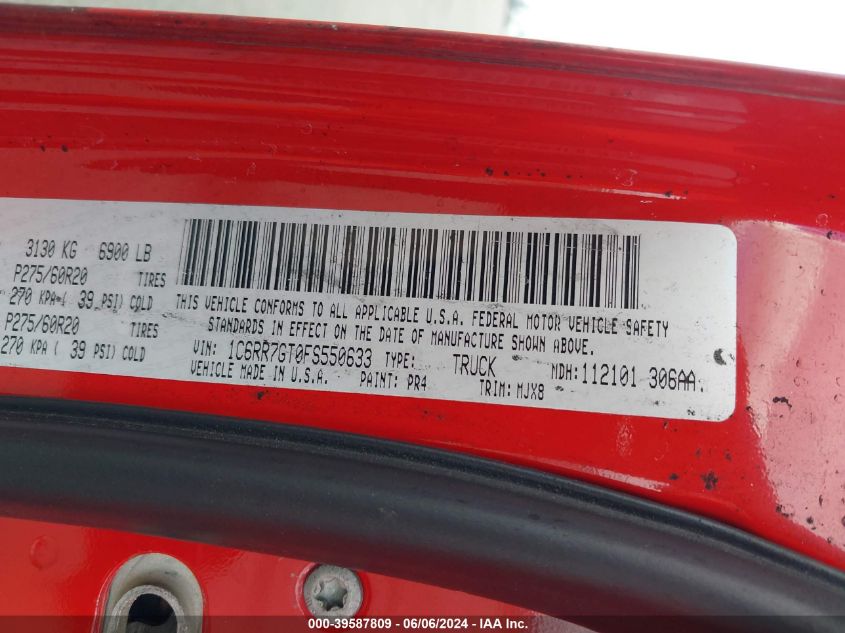 3130 KG 6900 LB
P275/60R20 TIRES
270 KPA ( 39 PSI) COLD
P275/60R20 TIRES
270 KPA ( 39 PSI) COLD
THIS VEHICLE CONFORMS TO ALL APPLICABLE U.S.A. FEDERAL MOTOR VEHICLE SAFETY
STANDARDS IN EFFECT ON THE DATE OF MANUFACTURE SHOWN ABOVE.
VIN: 1C6RR7GT0FS550633 TYPE: TRUCK MDH: 112101 306AA
VEHICLE MADE IN U.S.A. PAINT: PR4 TRIM: MJX8
000-39587809 - 06/06/2024 - IAAI.com